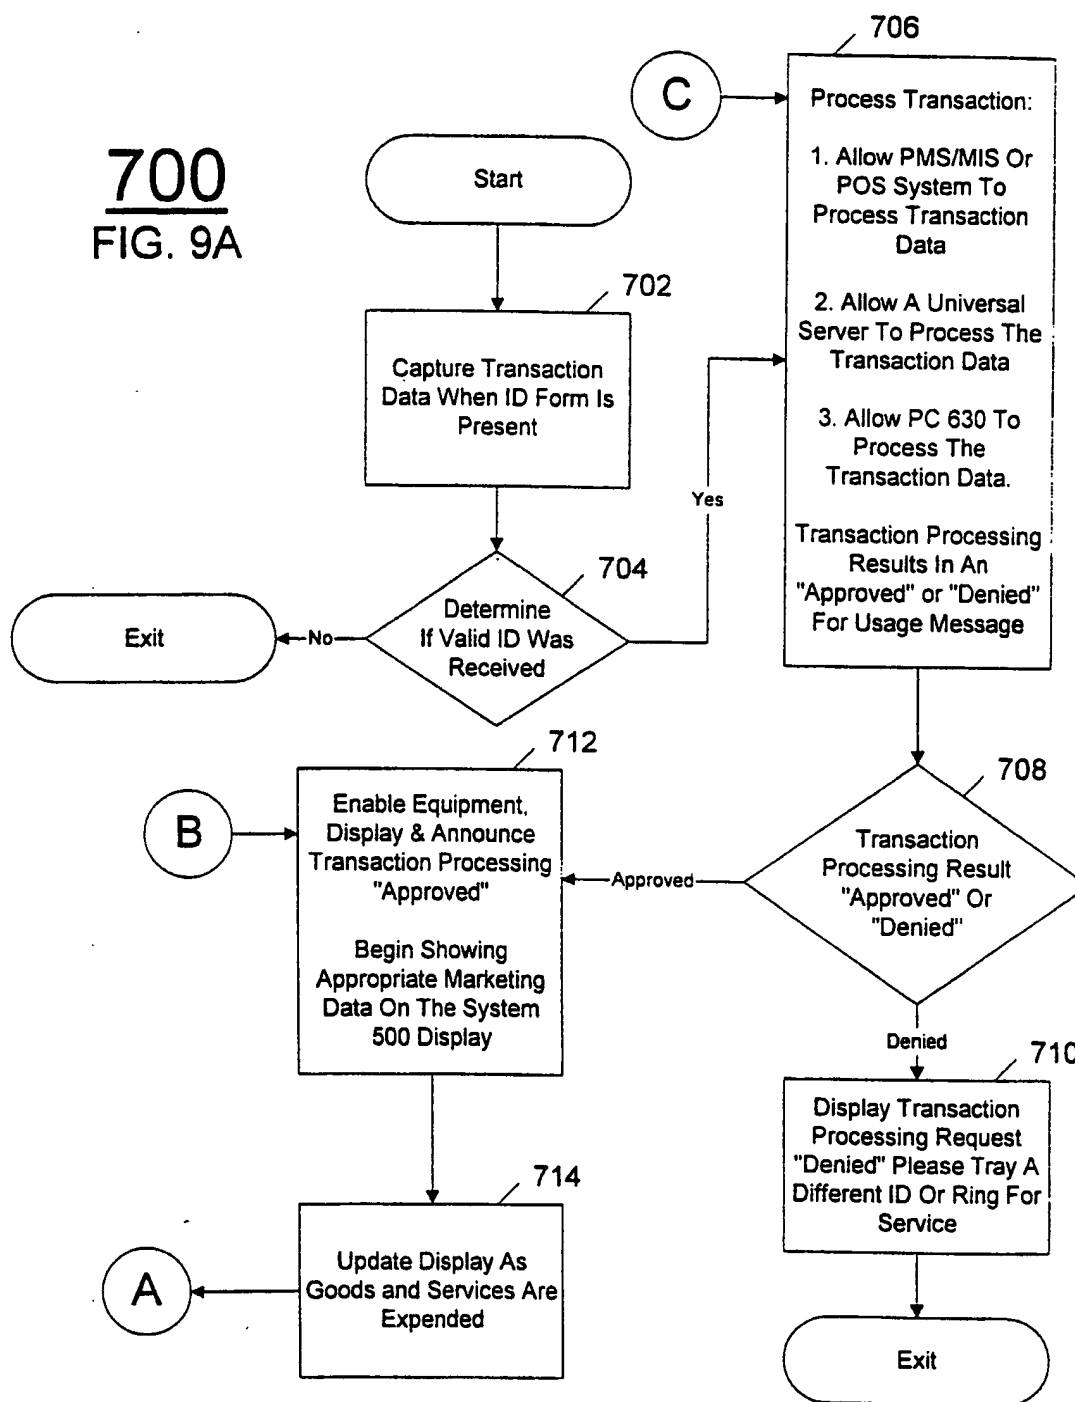 700
FIG. 9A
Start
702
Capture Transaction
Data When ID Form Is
Present
704
Determine
If Valid ID Was
Received
No
Exit
Yes
C
706
Process Transaction:
1. Allow PMS/MIS Or
POS System To
Process Transaction
Data
2. Allow A Universal
Server To Process The
Transaction Data
3. Allow PC 630 To
Process The
Transaction Data.
Transaction Processing
Results In An
"Approved" or "Denied"
For Usage Message
708
Transaction
Processing Result
"Approved" Or
"Denied"
Approved
Denied
710
Display Transaction
Processing Request
"Denied" Please Tray A
Different ID Or Ring For
Service
Exit
B
712
Enable Equipment,
Display & Announce
Transaction Processing
"Approved"
Begin Showing
Appropriate Marketing
Data On The System
500 Display
714
Update Display As
Goods and Services Are
Expended
A